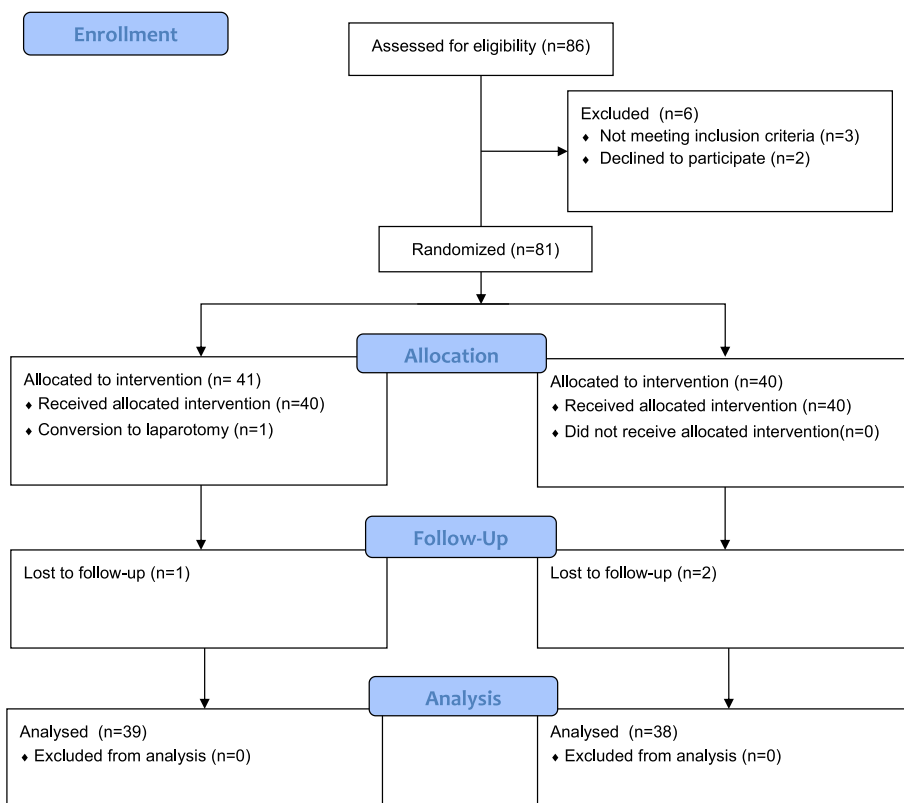 Enrollment
Assessed for eligibility (n=86)
Excluded (n=6)
♦ Not meeting inclusion criteria (n=3)
♦ Declined to participate (n=2)
Randomized (n=81)
Allocation
Allocated to intervention (n= 41)
♦ Received allocated intervention (n=40)
♦ Conversion to laparotomy (n=1)
Allocated to intervention (n=40)
♦ Received allocated intervention (n=40)
♦ Did not receive allocated intervention(n=0)
Follow-Up
Lost to follow-up (n=1)
Lost to follow-up (n=2)
Analysis
Analysed (n=39)
♦ Excluded from analysis (n=0)
Analysed (n=38)
♦ Excluded from analysis (n=0)